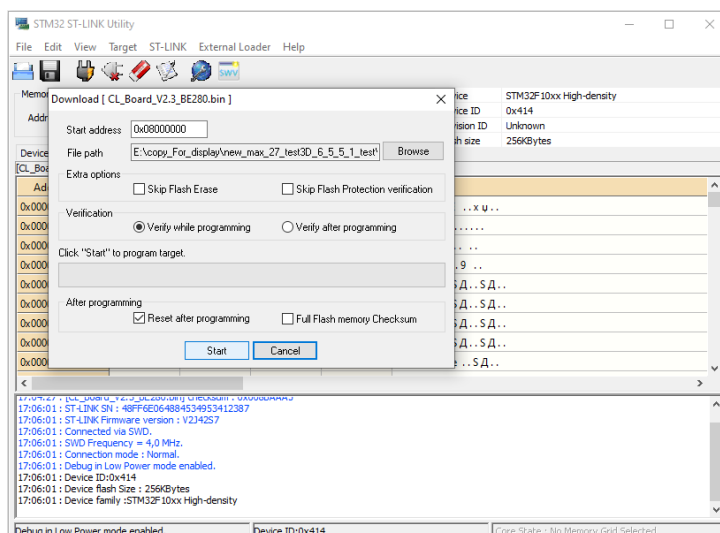 STM32 ST-LINK Utility
File Edit View Target ST-LINK External Loader Help
SWV
Download [ CL_Board_V2.3_BE280.bin ]
STM32F10xx High-density
0x414
Unknown
256KBytes
Start address 0x08000000
File path E:\copy_For_display\new_max_27_test3D_6_5_5_1_test\ Browse
Extra options
Skip Flash Erase Skip Flash Protection verification
Verification
Verify while programming Verify after programming
Click "Start" to program target.
After programming
Reset after programming Full Flash memory Checksum
Start Cancel
Device
17:06:01 : ST-LINK SN : 48FF6E064884534953412387
17:06:01 : ST-LINK Firmware version : V2J42S7
17:06:01 : Connected via SWD.
17:06:01 : SWD Frequency = 4,0 MHz.
17:06:01 : Connection mode : Normal.
17:06:01 : Debug in Low Power mode enabled.
17:06:01 : Device ID:0x414
17:06:01 : Device flash Size : 256KBytes
17:06:01 : Device family :STM32F10xx High-density
Debug in Low Power mode enabled. Device ID:0x414 Core State : No Memory Grid Selected